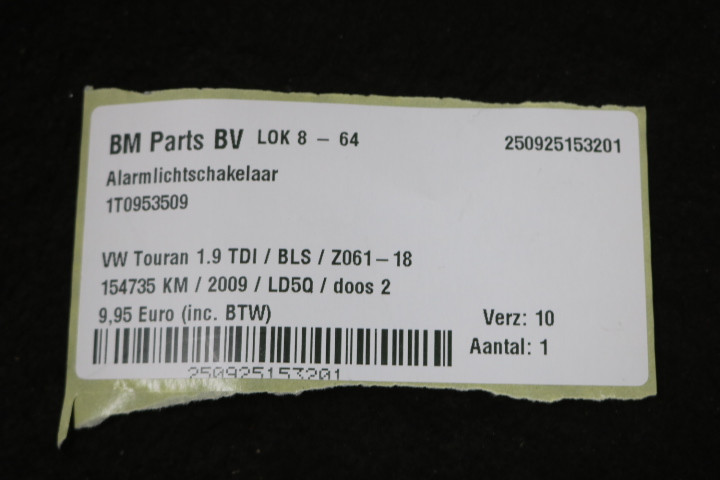 BM Parts BV LOK 8 - 64 250925153201
Alarmlichtschakelaar
1T0953509
VW Touran 1.9 TDI / BLS / Z061-18
154735 KM / 2009 / LD5Q / doos 2
9,95 Euro (inc. BTW) Verz: 10
Aantal: 1
250925153201